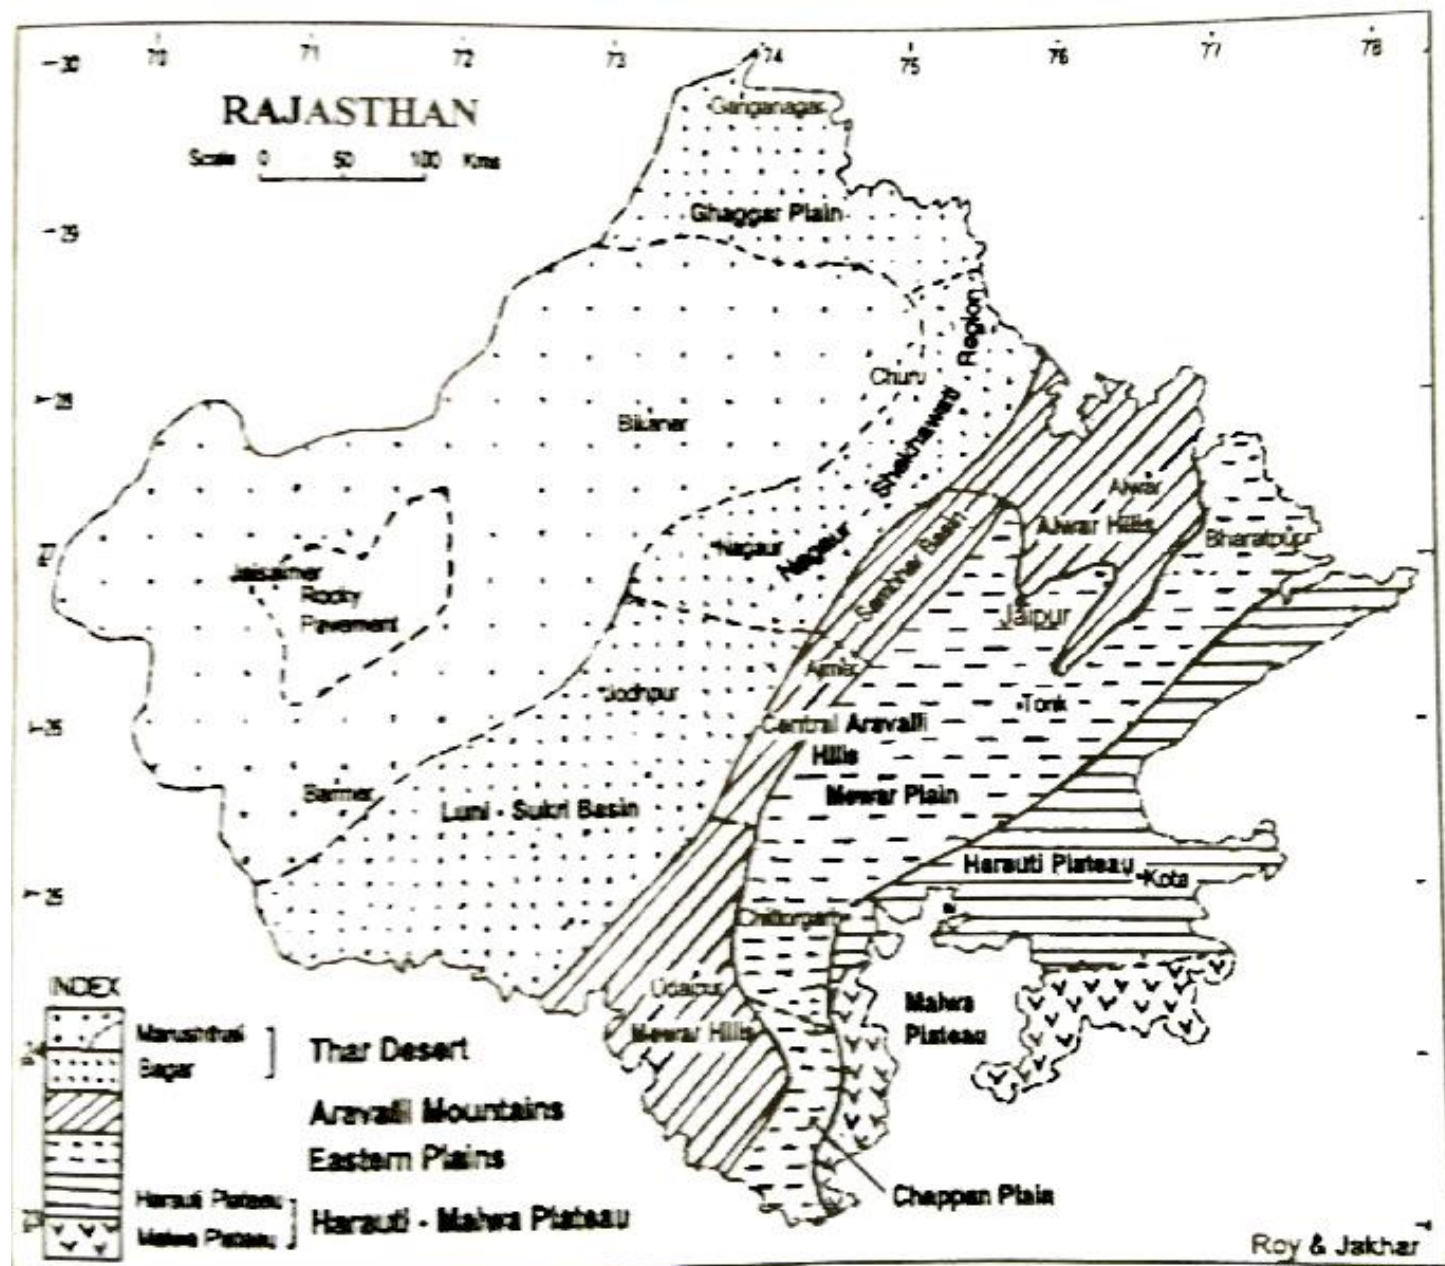 30
70
71
72
73
74
75
76
77
78
RAJASTHAN
Scale 0 50 100 Kms
Ganganagar
Ghaggar Plain
29
Churu
Shekhawati Region
28
Bikaner
Alwar
Alwar Hills
Bharatpur
27
Nagaur
Nagaur
Sambhar Basin
Jaisalmer
Rocky
Pavement
Jaipur
Ajmer
Jodhpur
Tonk
Central Aravalli
Hills
Mewar Plain
Barmer
Luni - Sukri Basin
Harauti Plateau
Kota
25
Chittorgarh
Udaipur
Mewar Hills
Malwa
Plateau
Chappan Plain
INDEX
Marusthali
Bagar
Thar Desert
Aravalli Mountains
Eastern Plains
Harauti Plateau
Malwa Plateau
Harauti - Malwa Plateau
Roy & Jakhar